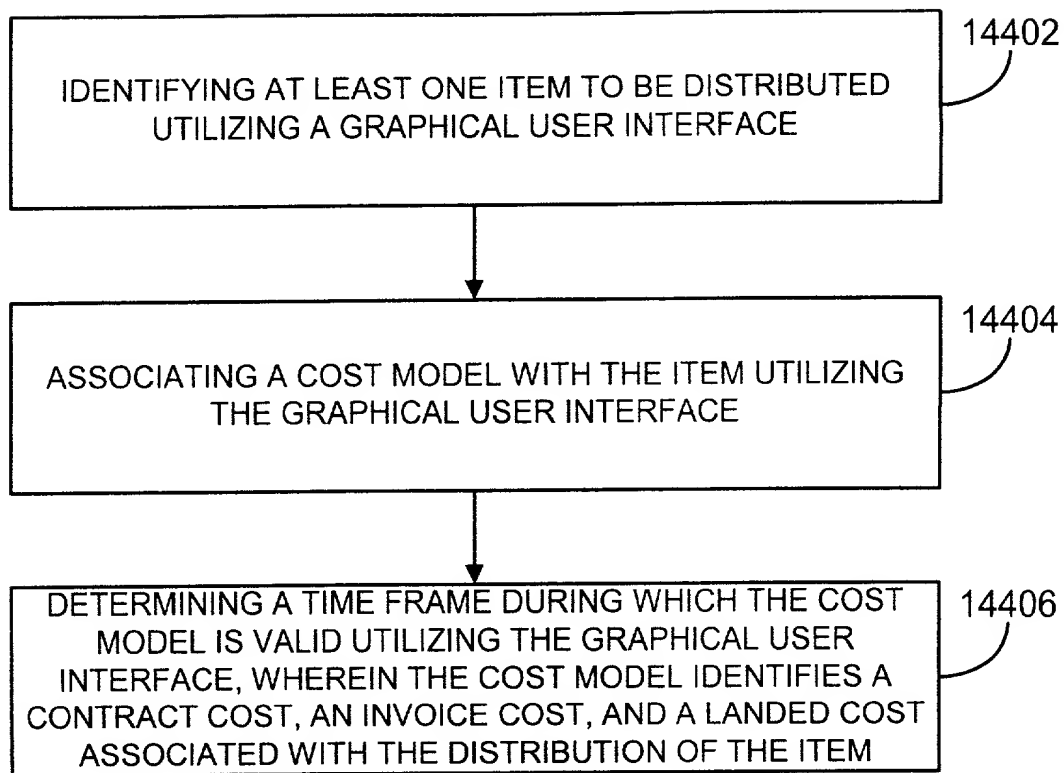 14402
IDENTIFYING AT LEAST ONE ITEM TO BE DISTRIBUTED
UTILIZING A GRAPHICAL USER INTERFACE
14404
ASSOCIATING A COST MODEL WITH THE ITEM UTILIZING
THE GRAPHICAL USER INTERFACE
14406
DETERMINING A TIME FRAME DURING WHICH THE COST
MODEL IS VALID UTILIZING THE GRAPHICAL USER
INTERFACE, WHEREIN THE COST MODEL IDENTIFIES A
CONTRACT COST, AN INVOICE COST, AND A LANDED COST
ASSOCIATED WITH THE DISTRIBUTION OF THE ITEM